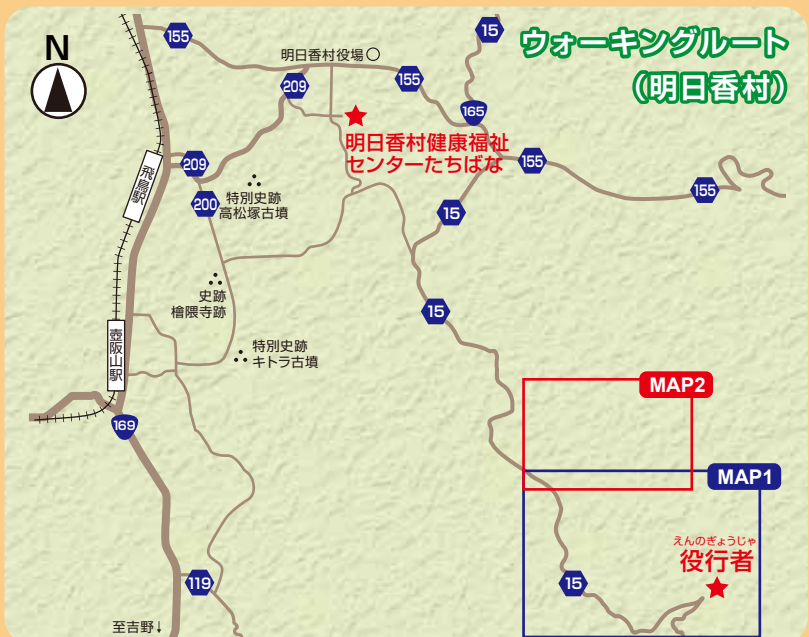 N
ウォーキングルート
(明日香村)
155
15
明日香村役場
209
155
165
明日香村健康福祉
センターたちばな
155
209
飛鳥駅
200
特別史跡
高松塚古墳
155
15
史跡
檜隈寺跡
15
特別史跡
キトラ古墳
壺阪山駅
MAP2
169
MAP1
えんのぎょうじゃ
役行者
15
119
至吉野↓